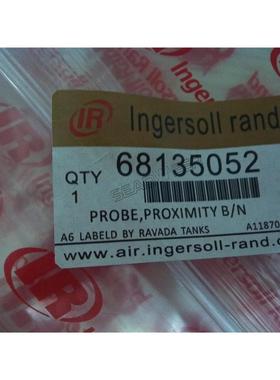 IR Ingersoll rand
QTY 68135052
1
PROBE,PROXIMITY B/N
A6 LABELD BY RAVADA TANKS A11870
www.air.ingersoll-rand.c